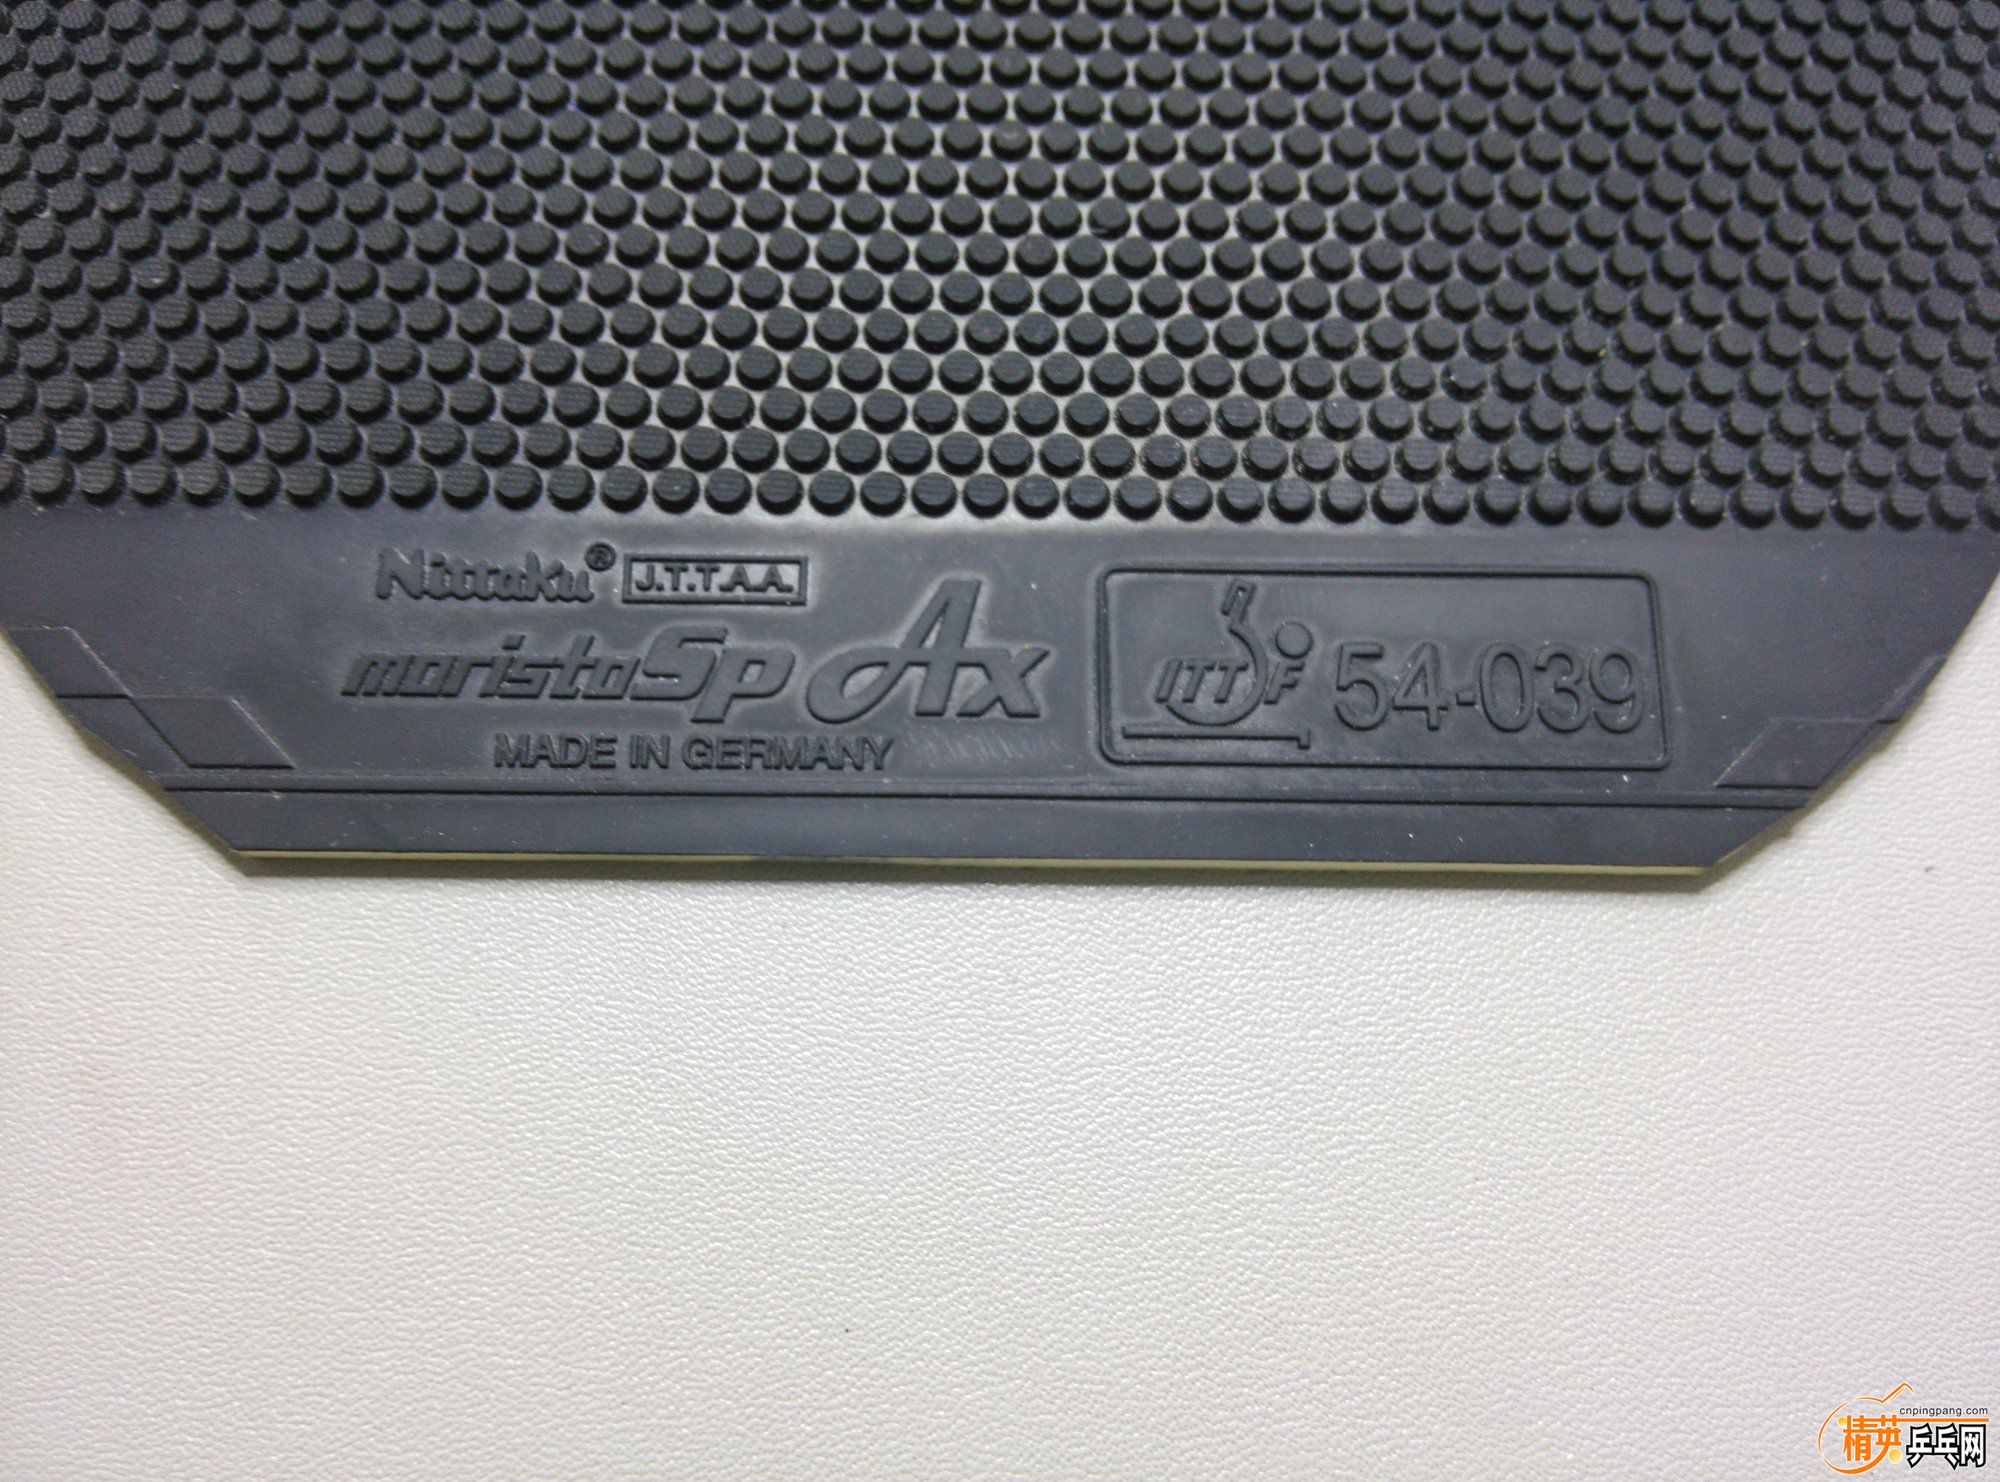 Nittaku® J.T.T.A.A.
moristo Sp Ax
MADE IN GERMANY
ITTF 54-039
cnpingpang.com
精英乒乓网